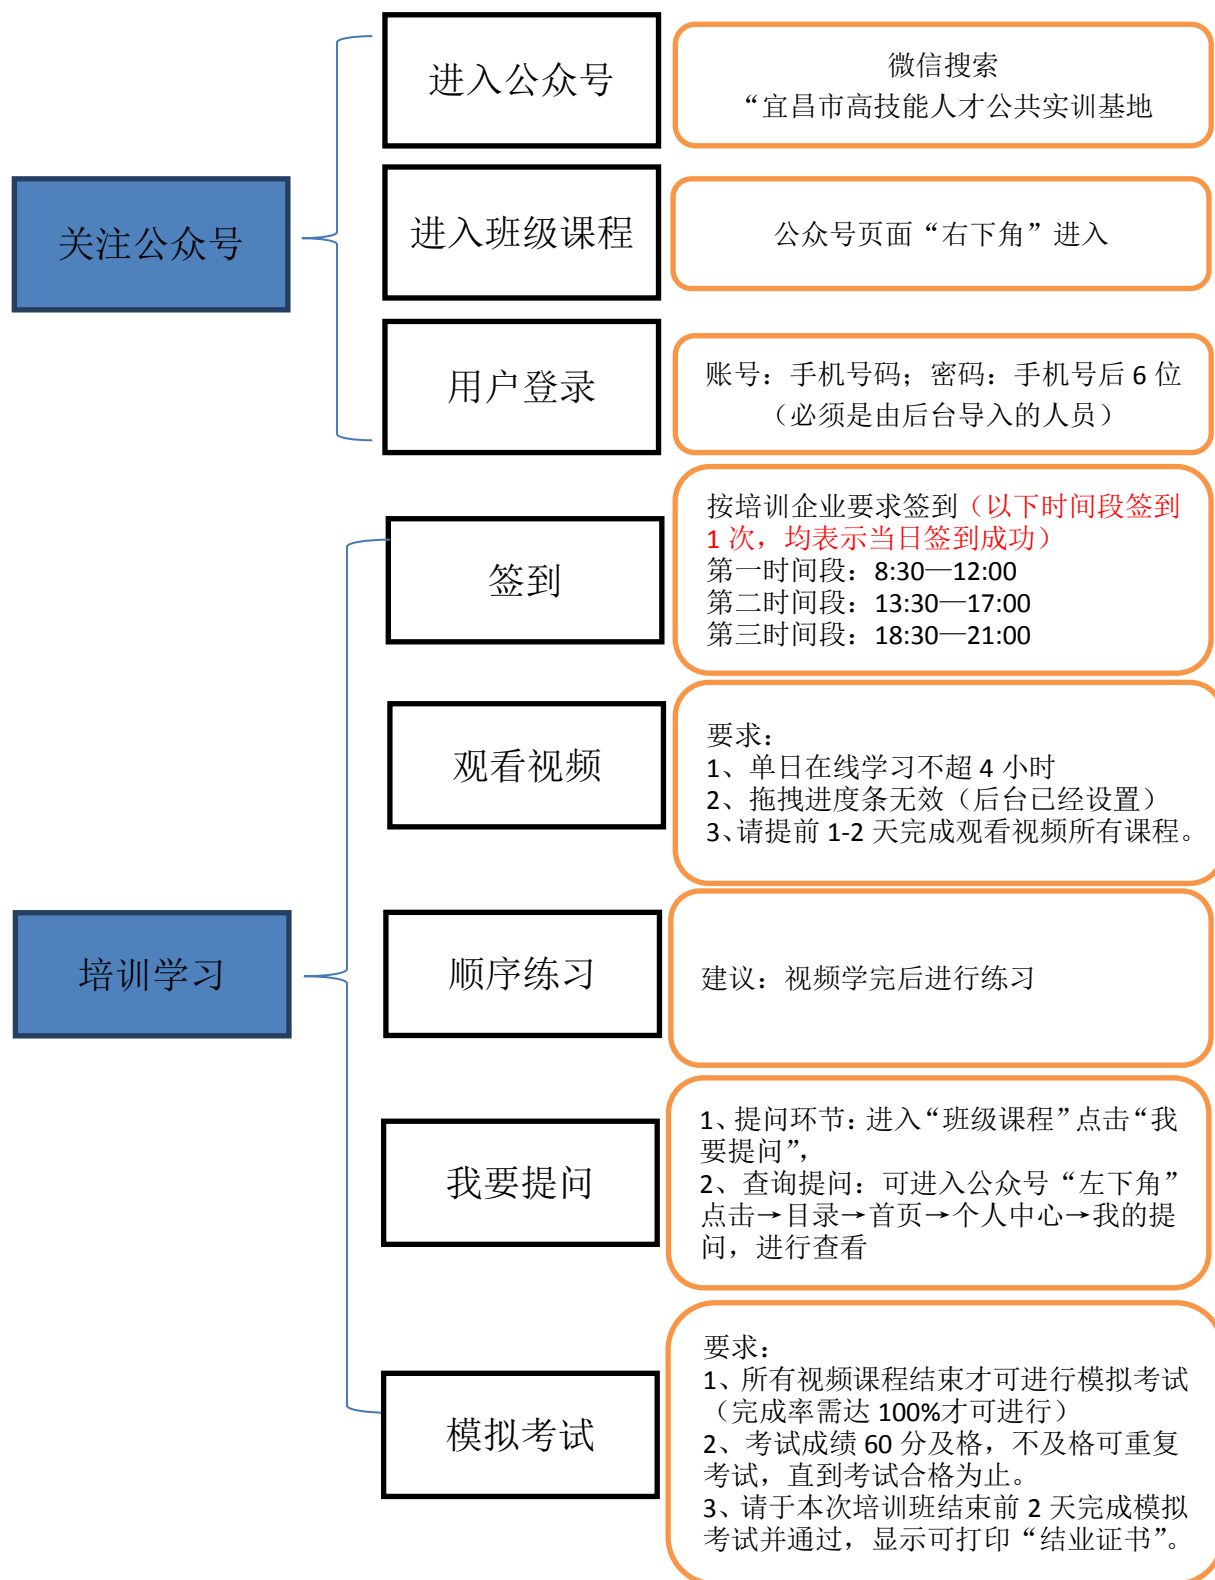 关注公众号
进入公众号
微信搜索
“宜昌市高技能人才公共实训基地
进入班级课程
公众号页面“右下角”进入
用户登录
账号：手机号码；密码：手机号后 6 位
（必须是由后台导入的人员）
培训学习
签到
按培训企业要求签到（以下时间段签到
1 次，均表示当日签到成功）
第一时间段：8:30—12:00
第二时间段：13:30—17:00
第三时间段：18:30—21:00
观看视频
要求：
1、单日在线学习不超 4 小时
2、拖拽进度条无效（后台已经设置）
3、请提前 1-2 天完成观看视频所有课程。
顺序练习
建议：视频学完后进行练习
我要提问
1、提问环节：进入“班级课程”点击“我
要提问”，
2、查询提问：可进入公众号“左下角”
点击→目录→首页→个人中心→我的提
问，进行查看
模拟考试
要求：
1、所有视频课程结束才可进行模拟考试
（完成率需达 100%才可进行）
2、考试成绩 60 分及格，不及格可重复
考试，直到考试合格为止。
3、请于本次培训班结束前 2 天完成模拟
考试并通过，显示可打印“结业证书”。